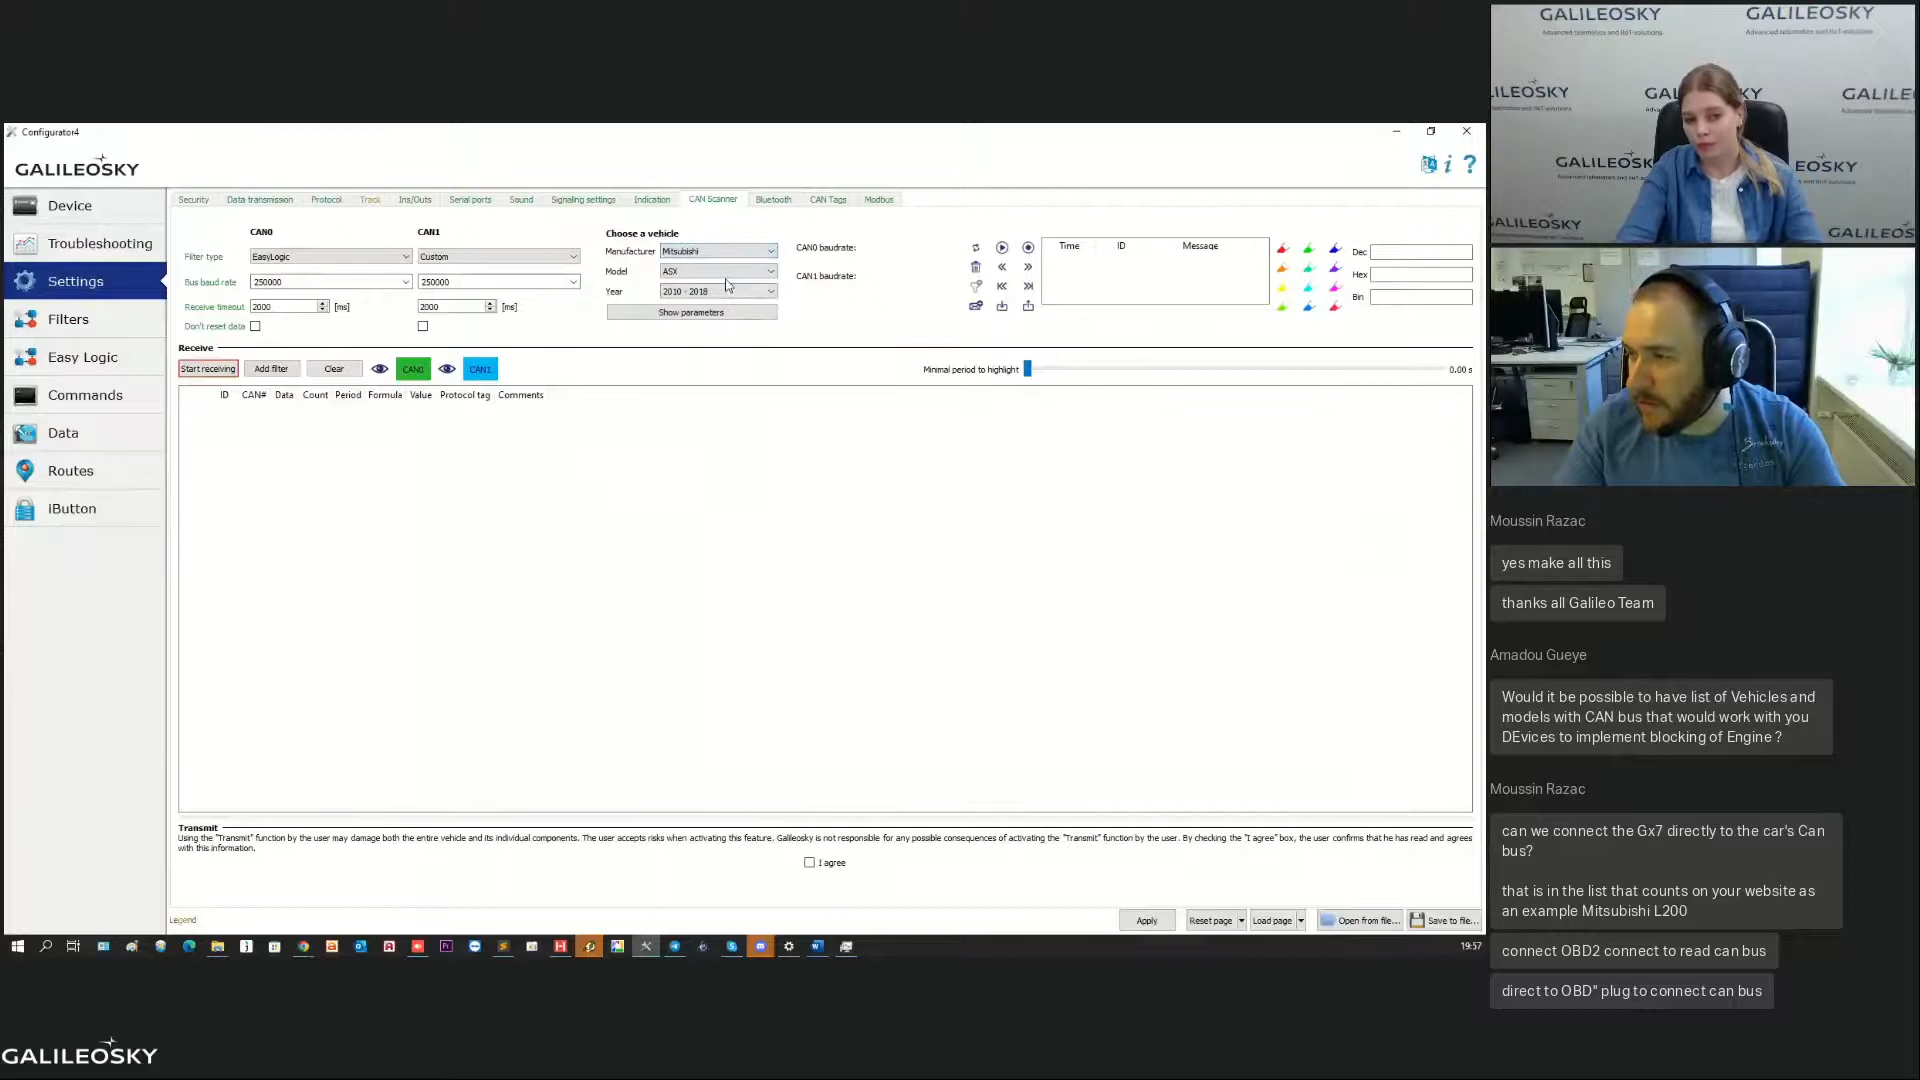 Configurator4
GALILEOSKY
Device
Troubleshooting
Settings
Filters
Easy Logic
Commands
Data
Routes
iButton
Security Data transmission Protocol Track Ins/Outs Serial ports Sound Signaling settings Indication CAN Scanner Bluetooth CAN Tags Modbus
CAN0 CAN1
Filter type EasyLogic Custom
Bus baud rate 250000 250000
Receive timeout 2000 [ms] 2000 [ms]
Don't reset data
Choose a vehicle
Manufacturer Mitsubishi
Model ASX
Year 2010 - 2018
Show parameters
CAN0 baudrate:
CAN1 baudrate:
Time ID Message
Dec
Hex
Bin
Receive
Start receiving Add filter Clear CAN0 CAN1
Minimal period to highlight 0.00 s
ID CAN# Data Count Period Formula Value Protocol tag Comments
Transmit
Using the "Transmit" function by the user may damage both the entire vehicle and its individual components. The user accepts risks when activating this feature. Galileosky is not responsible for any possible consequences of activating the "Transmit" function by the user. By checking the "I agree" box, the user confirms that he has read and agrees
with this information.
I agree
Legend
Apply Reset page Load page Open from file... Save to file...
19:57
GALILEOSKY
GALILEOSKY GALILEOSKY
Advanced telematics and IIoT-solutions
ILEOSKY
GALILE
GALILEOSK
EOSKY
ILEOSKY
GALILEOS
Moussin Razac
yes make all this
thanks all Galileo Team
Amadou Gueye
Would it be possible to have list of Vehicles and
models with CAN bus that would work with you
DEvices to implement blocking of Engine ?
Moussin Razac
can we connect the Gx7 directly to the car's Can
bus?
that is in the list that counts on your website as
an example Mitsubishi L200
connect OBD2 connect to read can bus
direct to OBD" plug to connect can bus